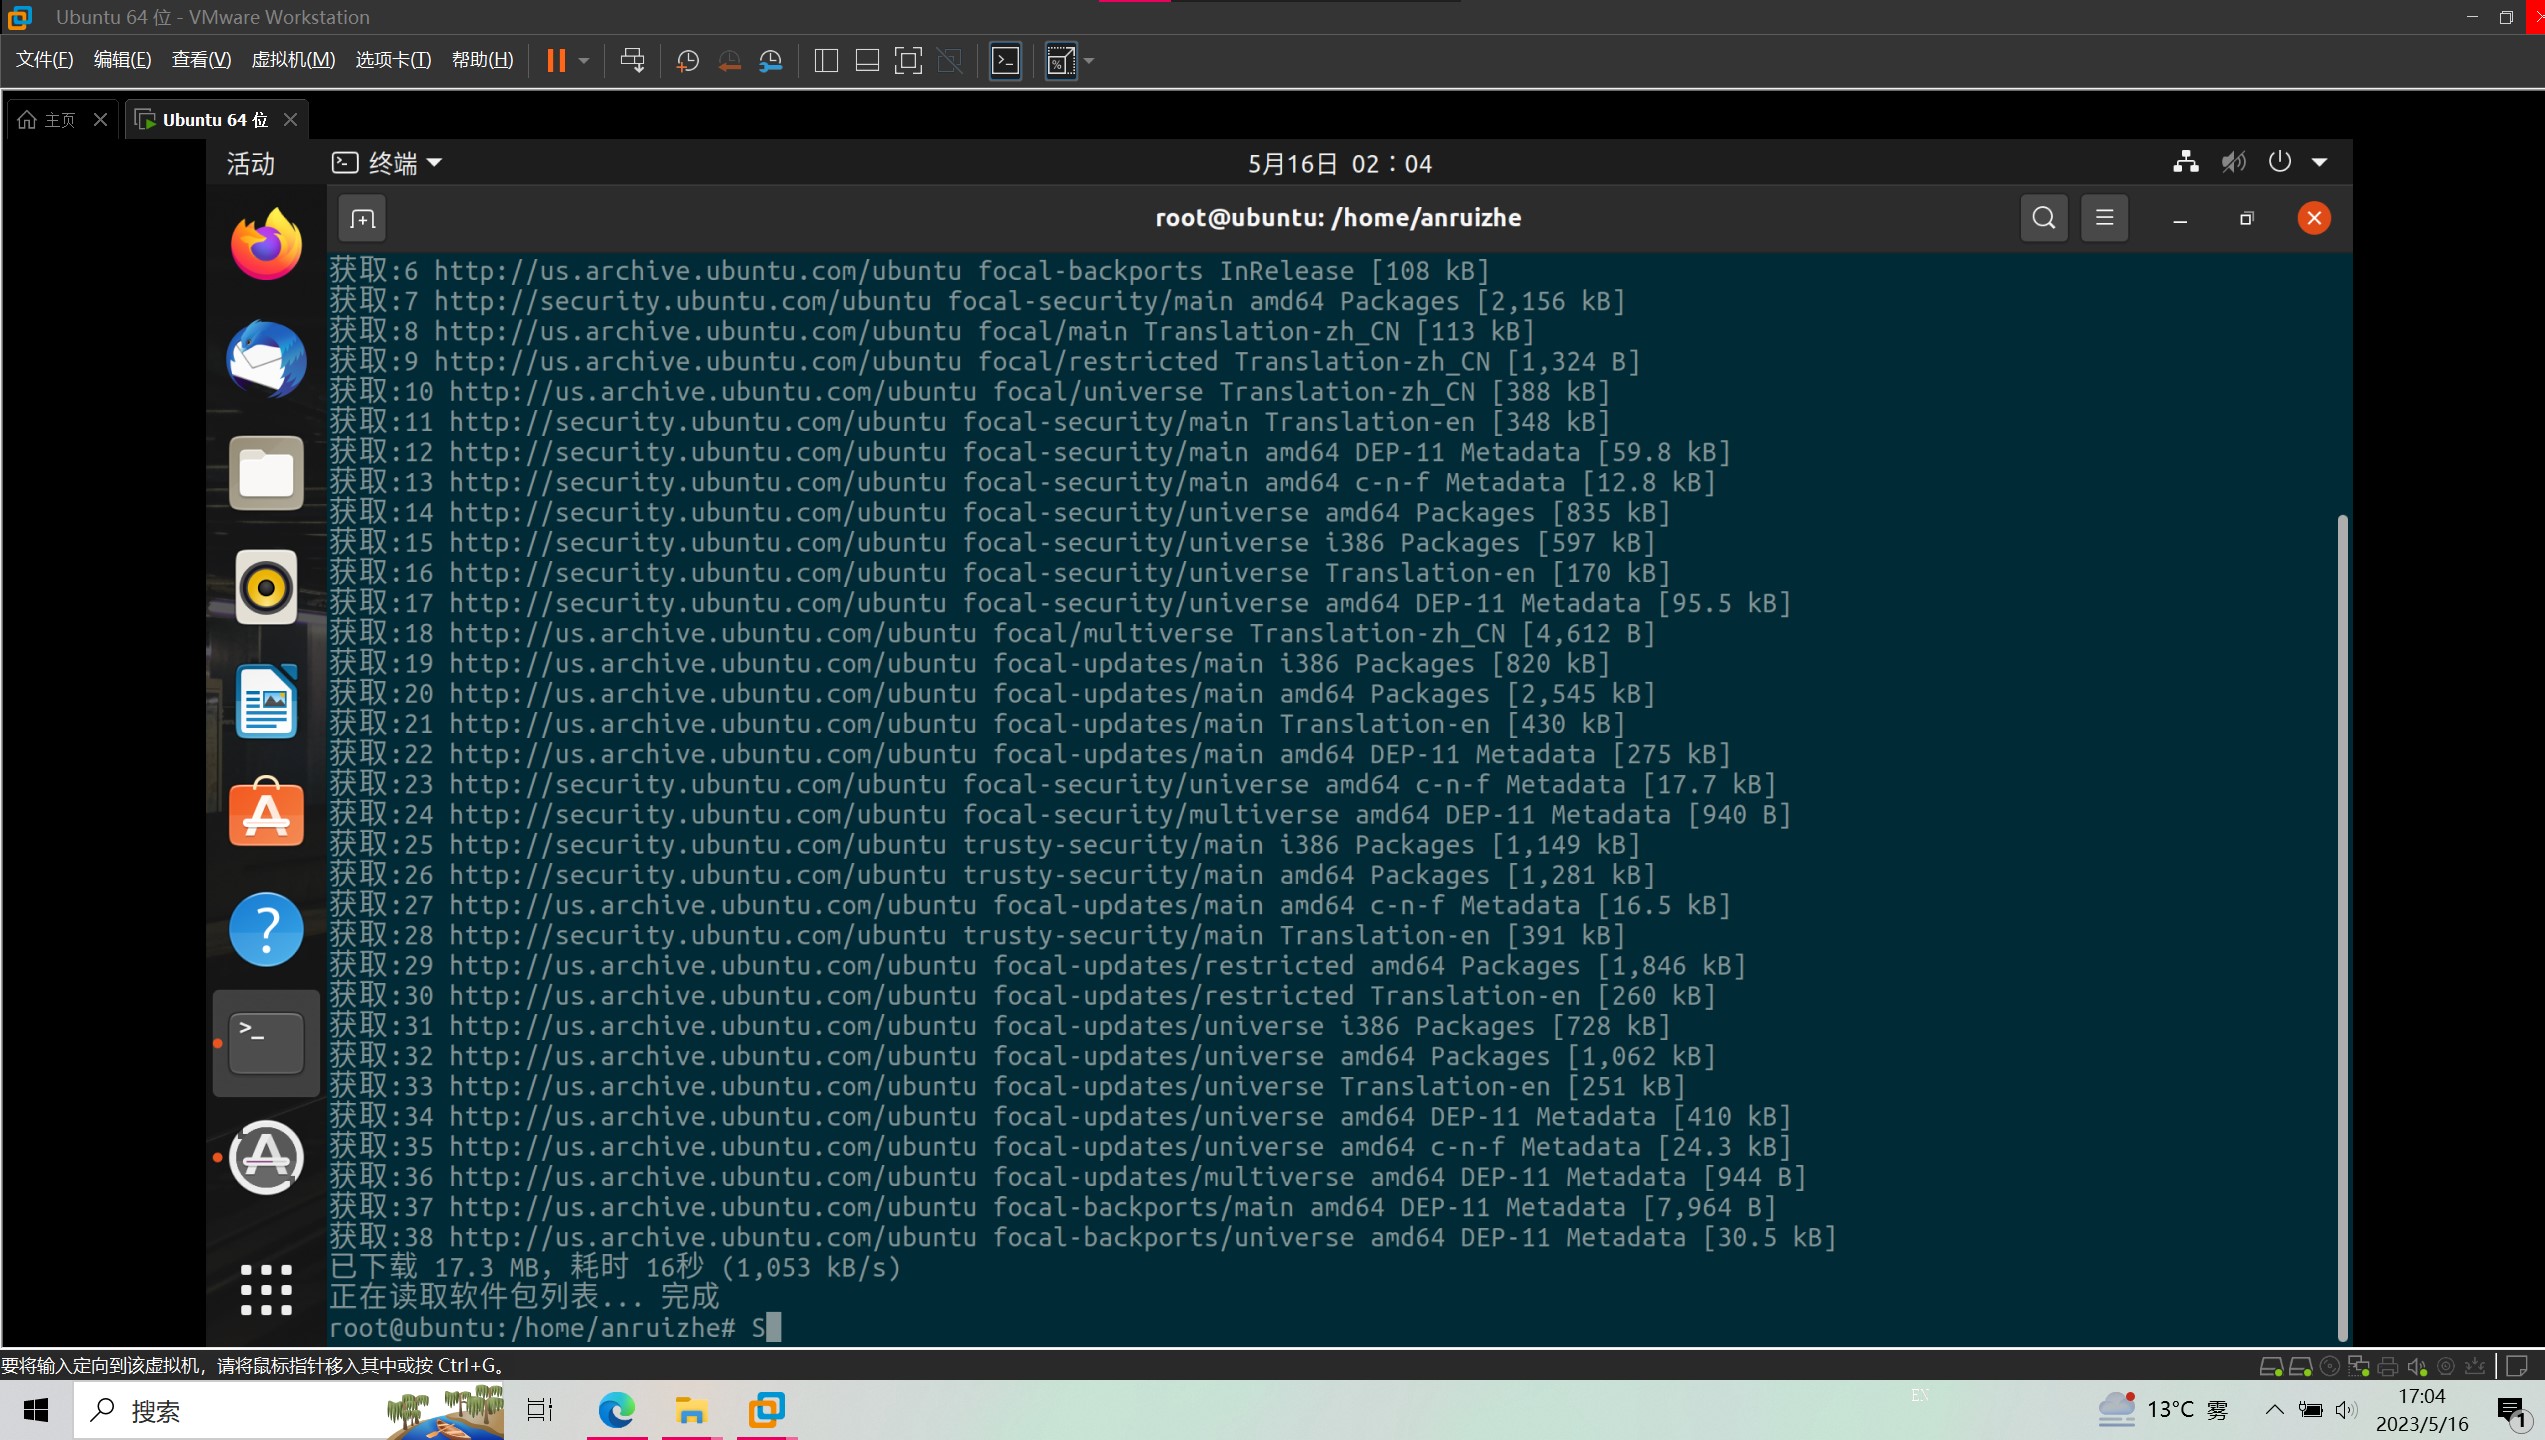 Ubuntu 64 位 - VMware Workstation
文件(F) 编辑(E) 查看(V) 虚拟机(M) 选项卡(T) 帮助(H)
主页 Ubuntu 64 位
活动 终端 5月16日 02：04
root@ubuntu: /home/anruizhe
获取:6 http://us.archive.ubuntu.com/ubuntu focal-backports InRelease [108 kB]
获取:7 http://security.ubuntu.com/ubuntu focal-security/main amd64 Packages [2,156 kB]
获取:8 http://us.archive.ubuntu.com/ubuntu focal/main Translation-zh_CN [113 kB]
获取:9 http://us.archive.ubuntu.com/ubuntu focal/restricted Translation-zh_CN [1,324 B]
获取:10 http://us.archive.ubuntu.com/ubuntu focal/universe Translation-zh_CN [388 kB]
获取:11 http://security.ubuntu.com/ubuntu focal-security/main Translation-en [348 kB]
获取:12 http://security.ubuntu.com/ubuntu focal-security/main amd64 DEP-11 Metadata [59.8 kB]
获取:13 http://security.ubuntu.com/ubuntu focal-security/main amd64 c-n-f Metadata [12.8 kB]
获取:14 http://security.ubuntu.com/ubuntu focal-security/universe amd64 Packages [835 kB]
获取:15 http://security.ubuntu.com/ubuntu focal-security/universe i386 Packages [597 kB]
获取:16 http://security.ubuntu.com/ubuntu focal-security/universe Translation-en [170 kB]
获取:17 http://security.ubuntu.com/ubuntu focal-security/universe amd64 DEP-11 Metadata [95.5 kB]
获取:18 http://us.archive.ubuntu.com/ubuntu focal/multiverse Translation-zh_CN [4,612 B]
获取:19 http://us.archive.ubuntu.com/ubuntu focal-updates/main i386 Packages [820 kB]
获取:20 http://us.archive.ubuntu.com/ubuntu focal-updates/main amd64 Packages [2,545 kB]
获取:21 http://us.archive.ubuntu.com/ubuntu focal-updates/main Translation-en [430 kB]
获取:22 http://us.archive.ubuntu.com/ubuntu focal-updates/main amd64 DEP-11 Metadata [275 kB]
获取:23 http://security.ubuntu.com/ubuntu focal-security/universe amd64 c-n-f Metadata [17.7 kB]
获取:24 http://security.ubuntu.com/ubuntu focal-security/multiverse amd64 DEP-11 Metadata [940 B]
获取:25 http://security.ubuntu.com/ubuntu trusty-security/main i386 Packages [1,149 kB]
获取:26 http://security.ubuntu.com/ubuntu trusty-security/main amd64 Packages [1,281 kB]
获取:27 http://us.archive.ubuntu.com/ubuntu focal-updates/main amd64 c-n-f Metadata [16.5 kB]
获取:28 http://security.ubuntu.com/ubuntu trusty-security/main Translation-en [391 kB]
获取:29 http://us.archive.ubuntu.com/ubuntu focal-updates/restricted amd64 Packages [1,846 kB]
获取:30 http://us.archive.ubuntu.com/ubuntu focal-updates/restricted Translation-en [260 kB]
获取:31 http://us.archive.ubuntu.com/ubuntu focal-updates/universe i386 Packages [728 kB]
获取:32 http://us.archive.ubuntu.com/ubuntu focal-updates/universe amd64 Packages [1,062 kB]
获取:33 http://us.archive.ubuntu.com/ubuntu focal-updates/universe Translation-en [251 kB]
获取:34 http://us.archive.ubuntu.com/ubuntu focal-updates/universe amd64 DEP-11 Metadata [410 kB]
获取:35 http://us.archive.ubuntu.com/ubuntu focal-updates/universe amd64 c-n-f Metadata [24.3 kB]
获取:36 http://us.archive.ubuntu.com/ubuntu focal-updates/multiverse amd64 DEP-11 Metadata [944 B]
获取:37 http://us.archive.ubuntu.com/ubuntu focal-backports/main amd64 DEP-11 Metadata [7,964 B]
获取:38 http://us.archive.ubuntu.com/ubuntu focal-backports/universe amd64 DEP-11 Metadata [30.5 kB]
已下载 17.3 MB，耗时 16秒 (1,053 kB/s)
正在读取软件包列表... 完成
root@ubuntu:/home/anruizhe# S
要将输入定向到该虚拟机，请将鼠标指针移入其中或按 Ctrl+G。
搜索 EX 13°C 雾 17:04
2023/5/16 1